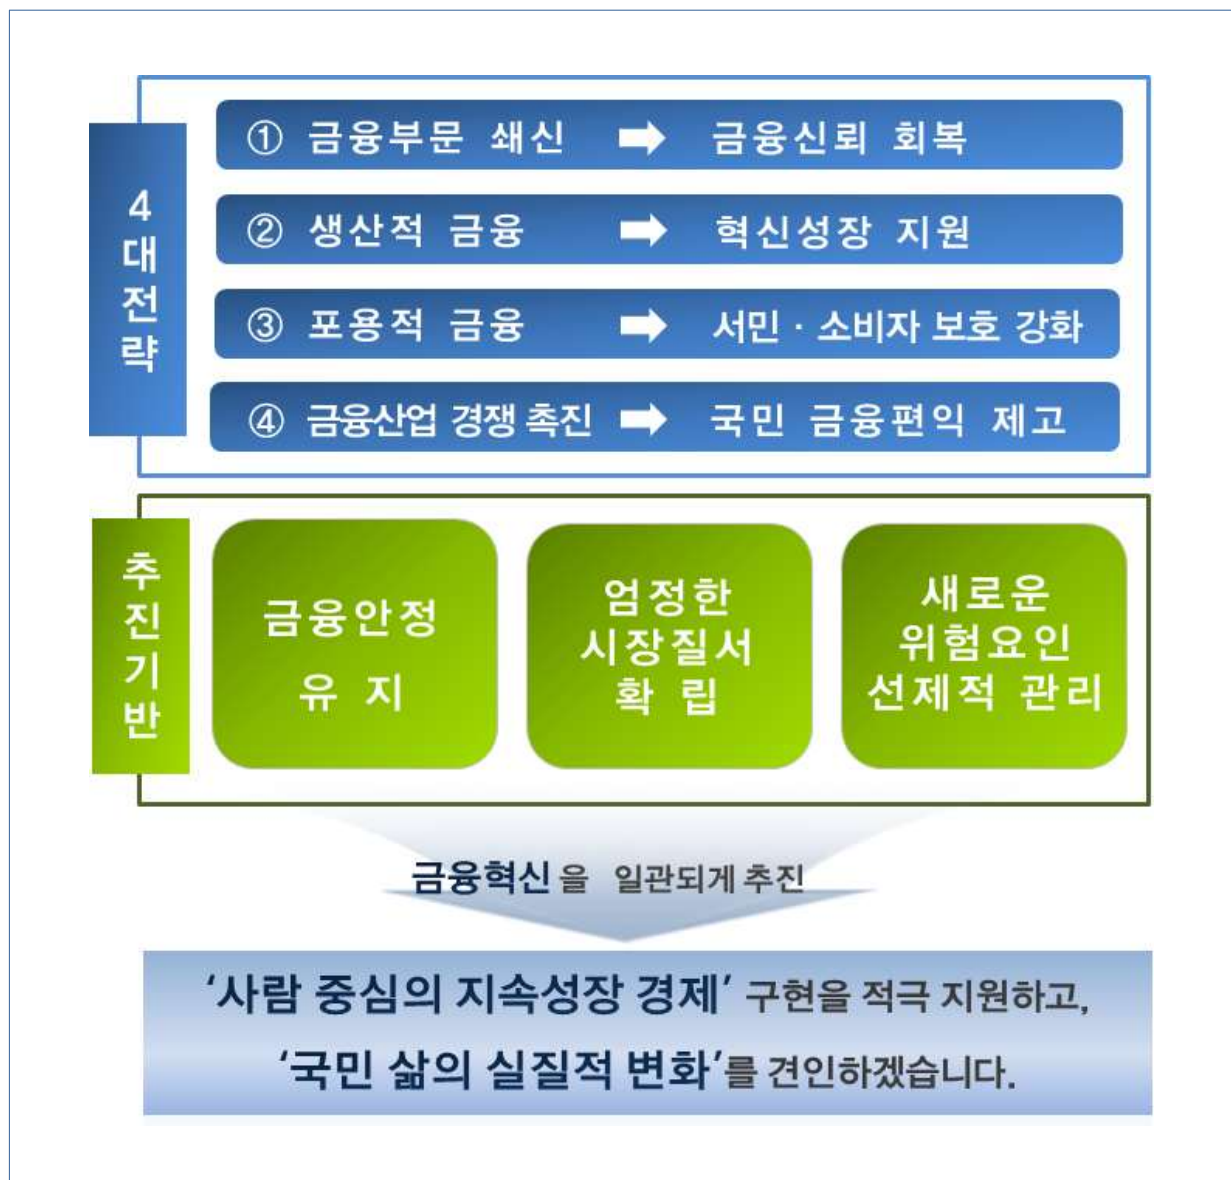 4대전략
① 금융부문 쇄신 ➡ 금융신뢰 회복
② 생산적 금융 ➡ 혁신성장 지원
③ 포용적 금융 ➡ 서민 · 소비자 보호 강화
④ 금융산업 경쟁 촉진 ➡ 국민 금융편익 제고
추진기반
금융안정
유 지
엄정한
시장질서
확 립
새로운
위험요인
선제적 관리
금융혁신을 일관되게 추진
‘사람 중심의 지속성장 경제’ 구현을 적극 지원하고,
‘국민 삶의 실질적 변화’를 견인하겠습니다.